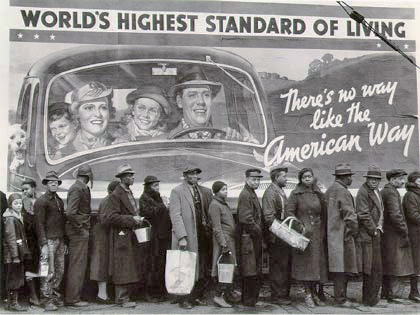 WORLD'S HIGHEST STANDARD OF LIVING
There's no way
like the
American Way